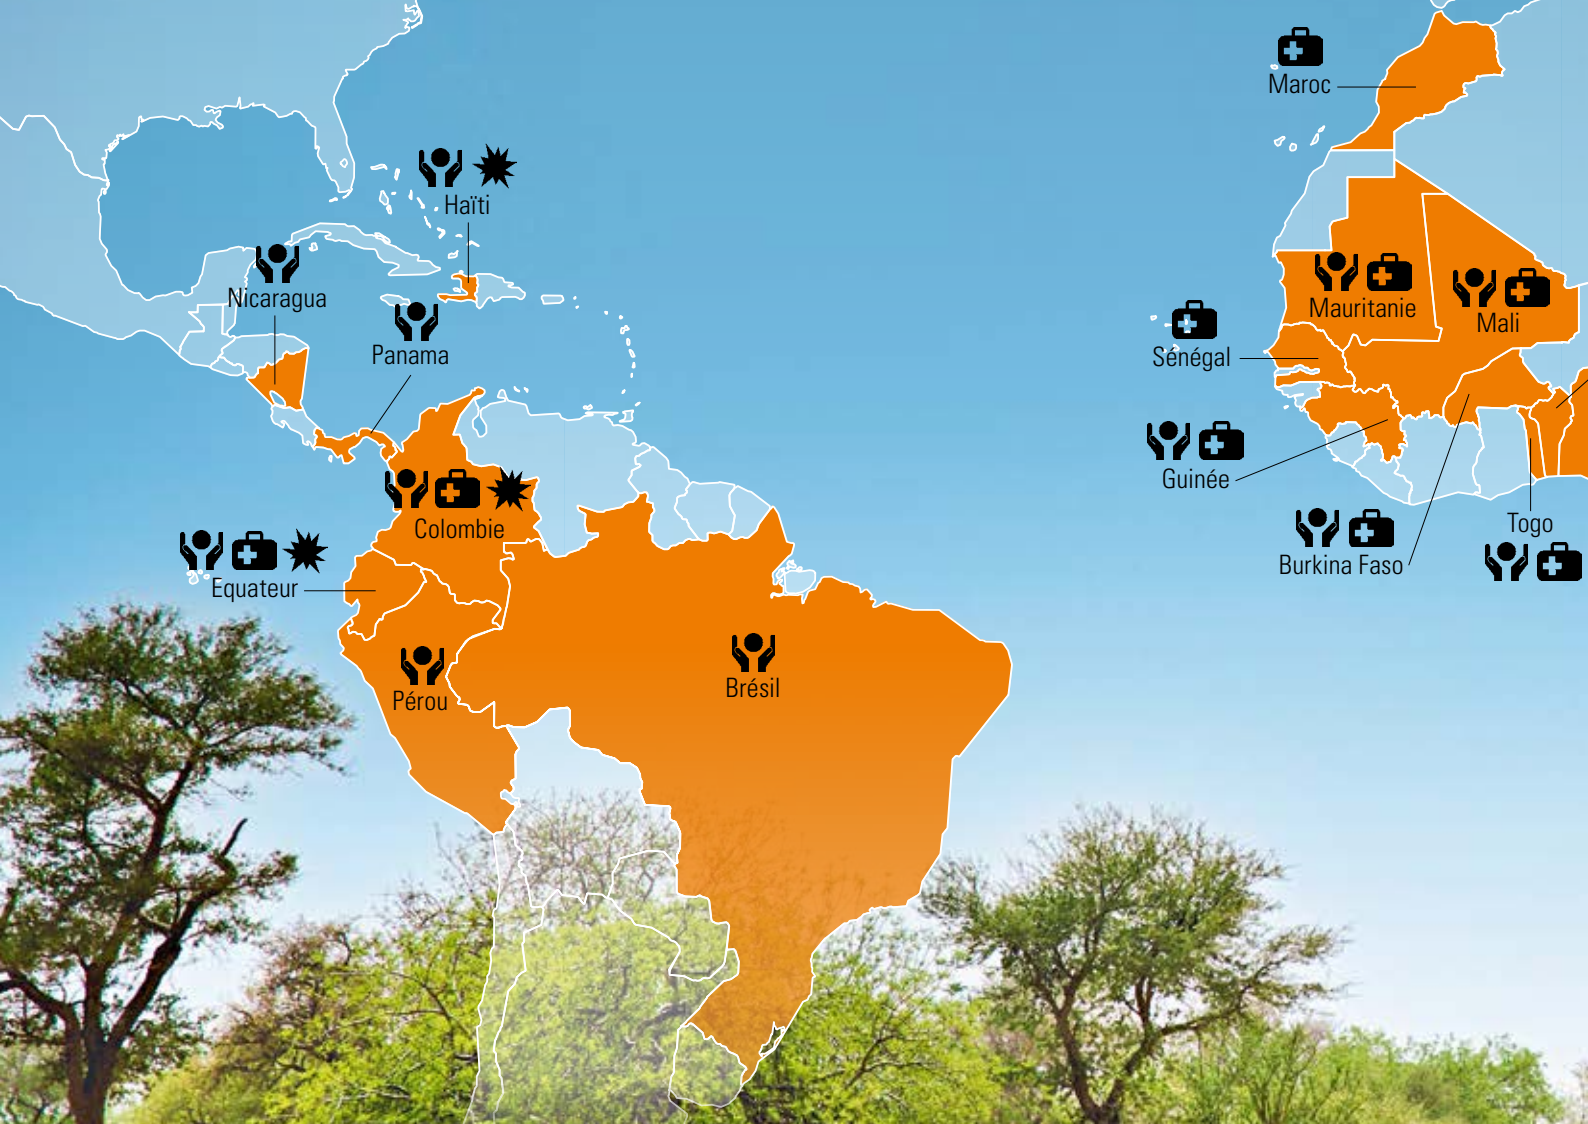 Maroc
Haïti
Nicaragua
Mauritanie
Mali
Panama
Sénégal
Guinée
Colombie
Togo
Burkina Faso
Equateur
Brésil
Pérou